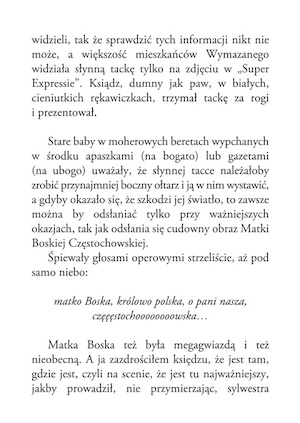 widzieli, tak że sprawdzić tych informacji nikt nie
może, a większość mieszkańców Wymazanego
widziała słynną tackę tylko na zdjęciu w „Super
Expressie”. Ksiądz, dumny jak paw, w białych,
cieniutkich rękawiczkach, trzymał tackę za rogi
i prezentował.
Stare baby w moherowych beretach wypchanych
w środku apaszkami (na bogato) lub gazetami
(na ubogo) uważały, że słynnej tacce należałoby
zrobić przynajmniej boczny ołtarz i ją w nim wystawić,
a gdyby okazało się, że szkodzi jej światło, to zawsze
można by odsłaniać tylko przy ważniejszych
okazjach, tak jak odsłania się cudowny obraz Matki
Boskiej Częstochowskiej.
Śpiewały głosami operowymi strzeliście, aż pod
samo niebo:
matko Boska, królowo polska, o pani nasza,
częęęstochoooooooowska…
Matka Boska też była megagwiazdą i też
nieobecną. A ja zazdrościłem księdzu, że jest tam,
gdzie jest, czyli na scenie, że jest tu najważniejszy,
jakby prowadził, nie przymierzając, sylwestra